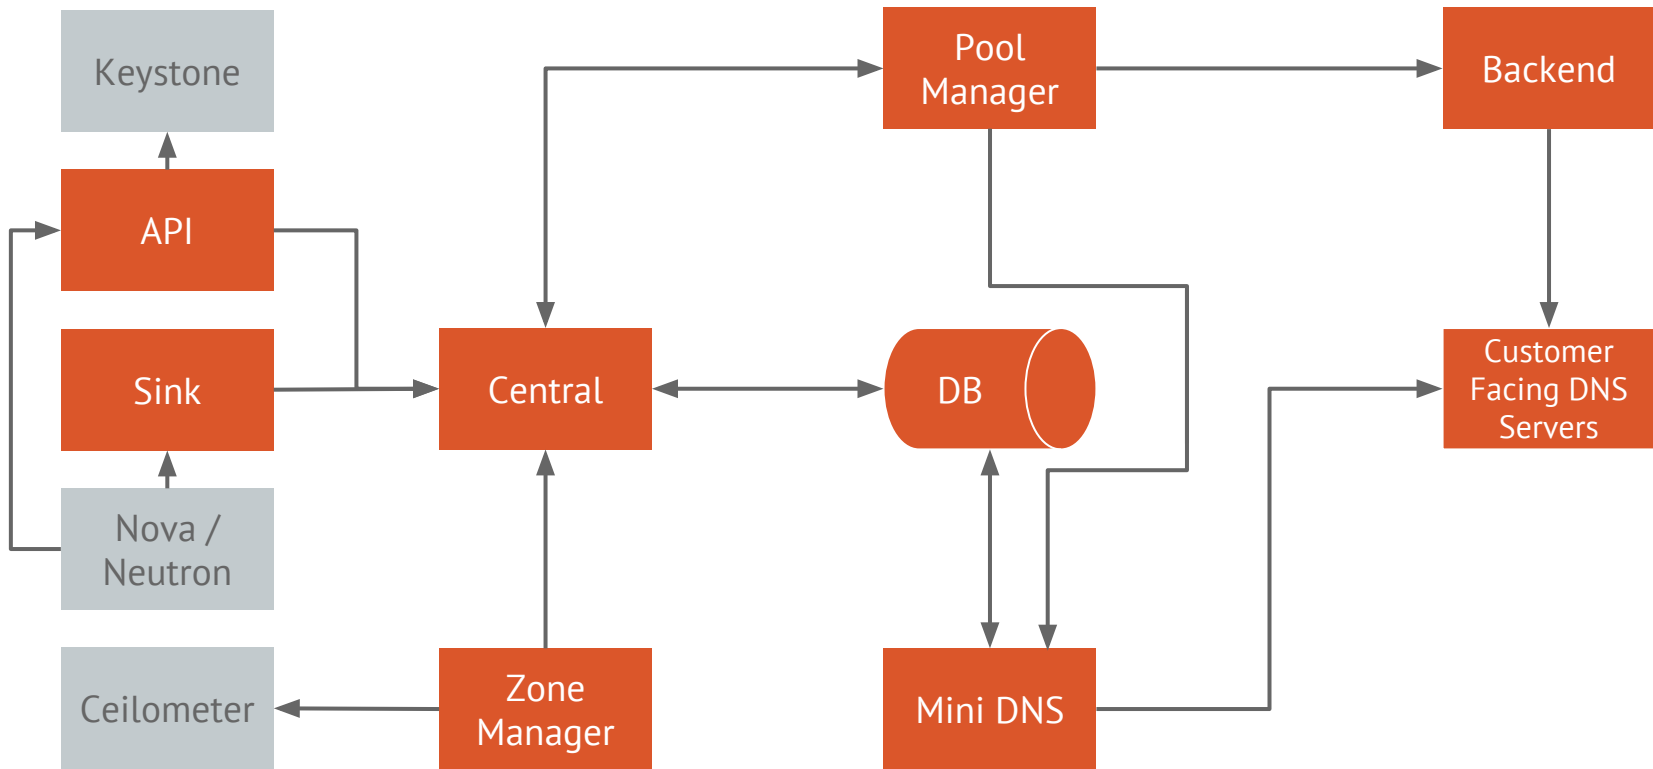 Keystone
API
Sink
Nova /
Neutron
Ceilometer
Central
Zone
Manager
Pool
Manager
DB
Mini DNS
Backend
Customer
Facing DNS
Servers